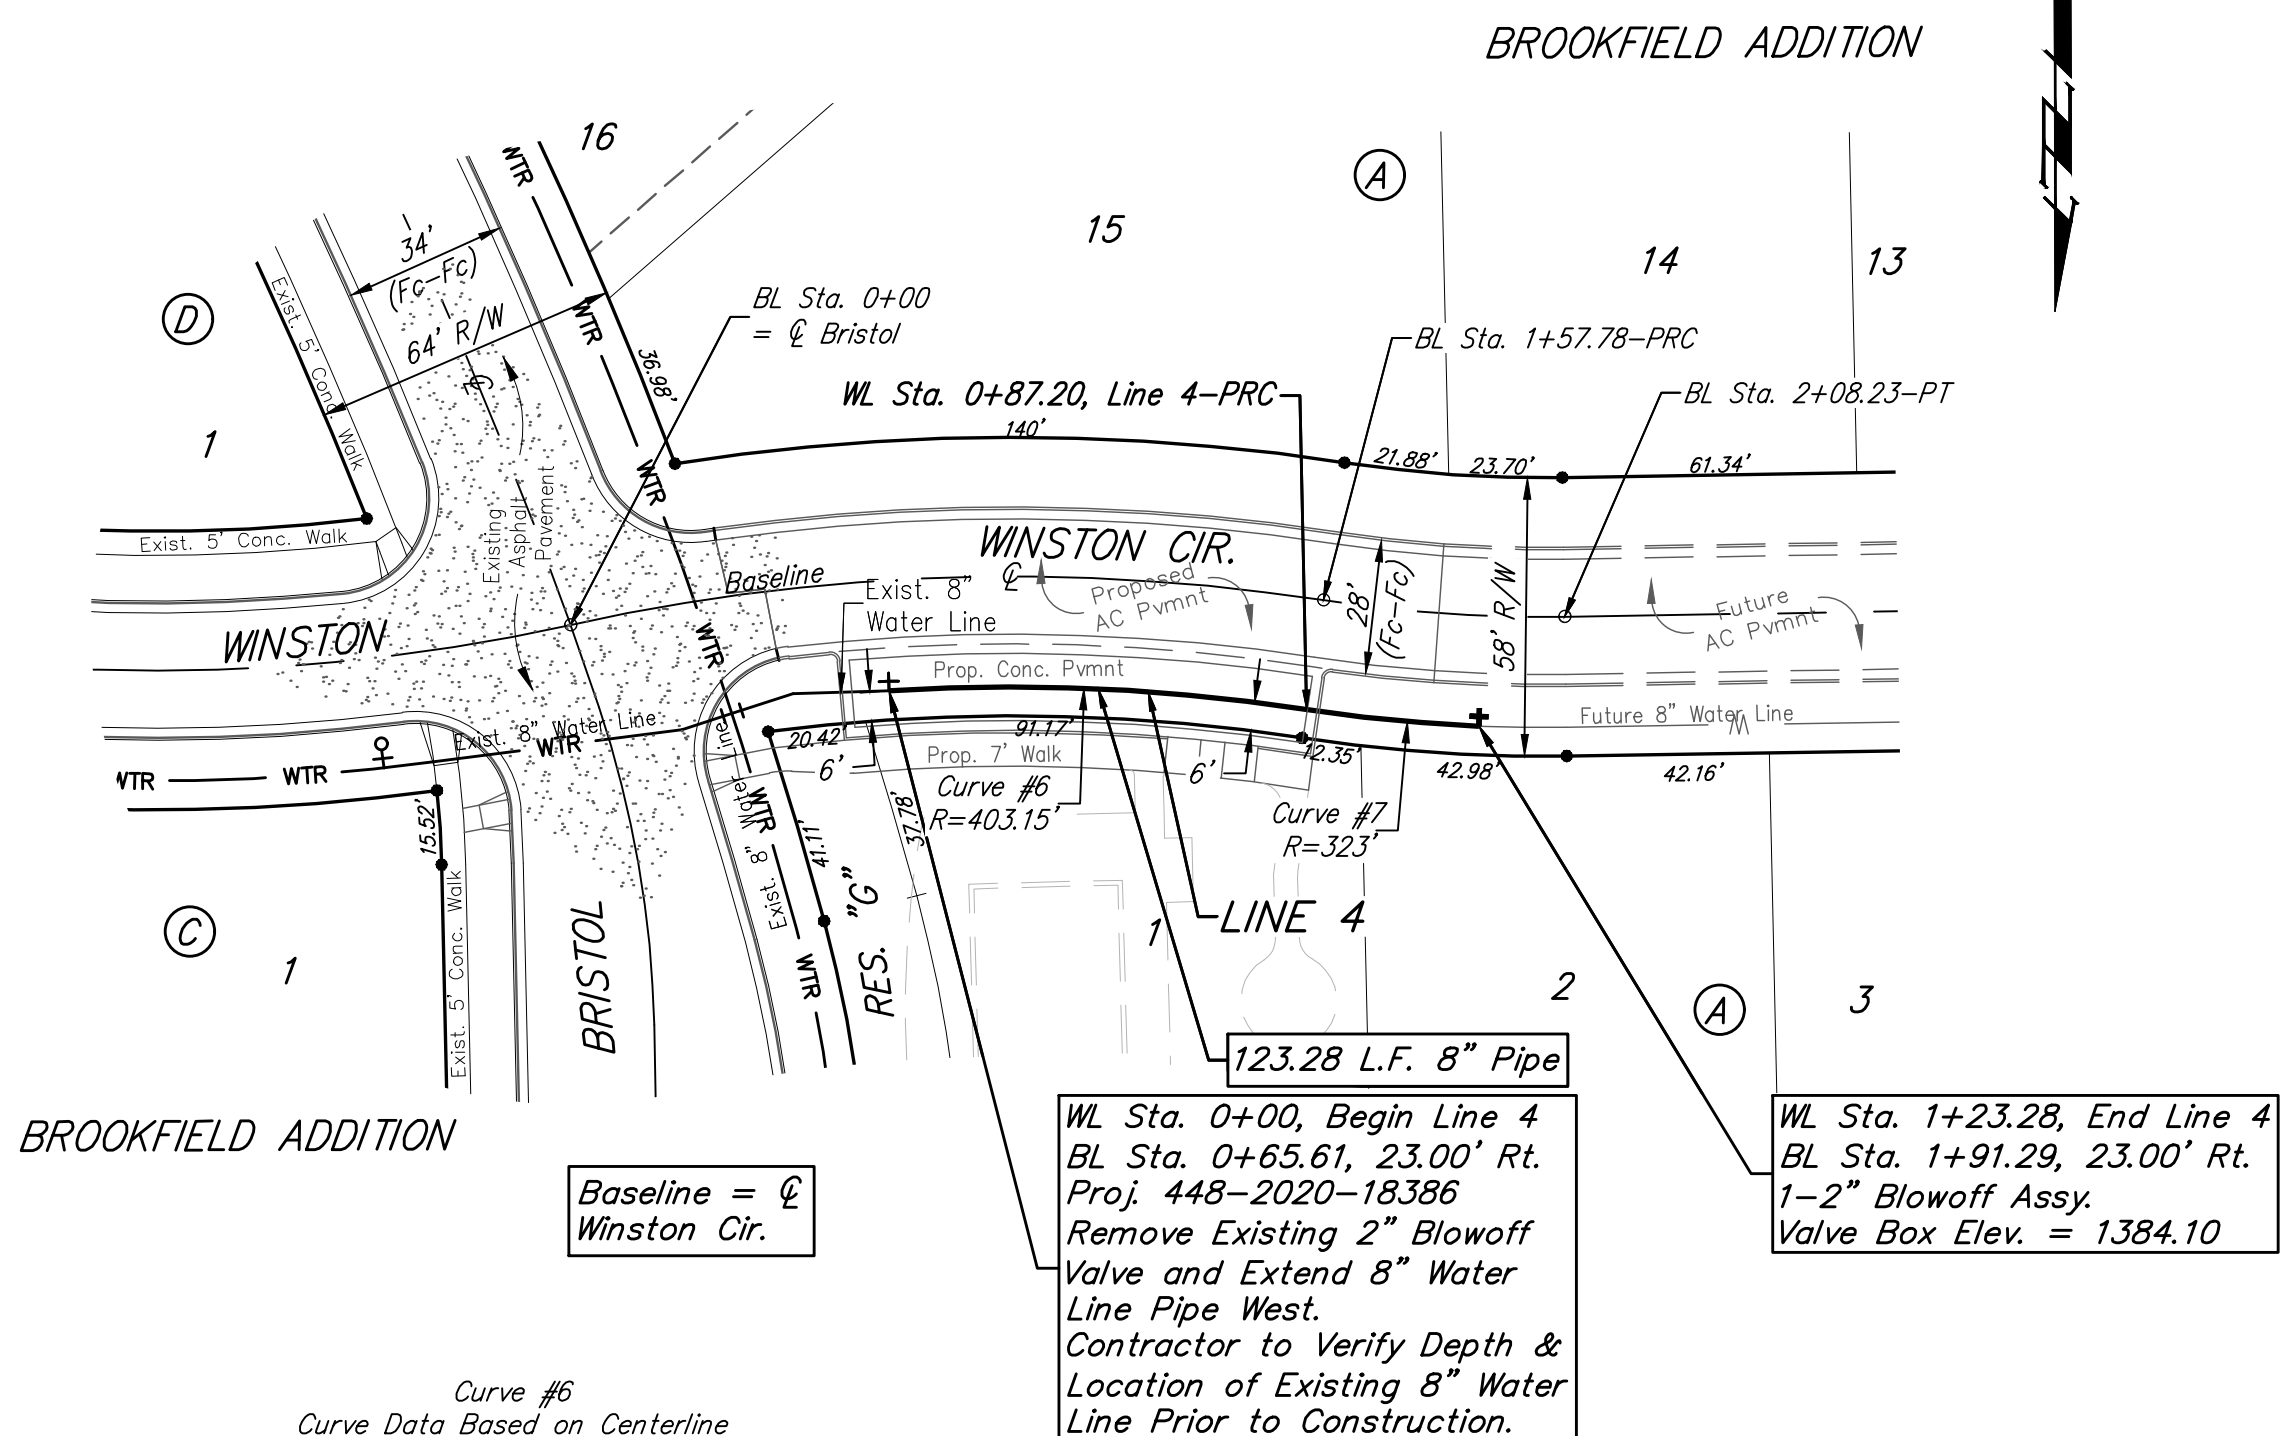 BROOKFIELD ADDITION
16
A
15
14
13
34'
(Fc-Fc)
64' R/W
D
1
Exist. 5' Conc. Walk
WTR
WTR
WTR
WTR
36.98'
BL Sta. 0+00
= ℄ Bristol
BL Sta. 1+57.78-PRC
WL Sta. 0+87.20, Line 4-PRC
BL Sta. 2+08.23-PT
140'
21.88'
23.70'
61.34'
Existing
Asphalt
Pavement
Exist. 5' Conc. Walk
WINSTON CIR.
Baseline
℄
Exist. 8"
Water Line
Proposed
AC Pvmnt
28'
(Fc-Fc)
58' R/W
Future
AC Pvmnt
WINSTON
Prop. Conc. Pvmnt
Exist. 8" Water Line
WTR
WTR
WTR
Future 8" Water Line
W
20.42'
91.17'
12.35'
42.98'
42.16'
6'
Prop. 7' Walk
6'
Curve #6
R=403.15'
Curve #7
R=323'
15.52'
Exist. 5' Conc. Walk
Exist. 8" Water Line
WTR
WTR
41.11'
37.78'
C
1
BRISTOL
RES. "G"
1
LINE 4
2
A
3
123.28 L.F. 8" Pipe
WL Sta. 0+00, Begin Line 4
BL Sta. 0+65.61, 23.00' Rt.
Proj. 448-2020-18386
Remove Existing 2" Blowoff
Valve and Extend 8" Water
Line Pipe West.
Contractor to Verify Depth &
Location of Existing 8" Water
Line Prior to Construction.
WL Sta. 1+23.28, End Line 4
BL Sta. 1+91.29, 23.00' Rt.
1-2" Blowoff Assy.
Valve Box Elev. = 1384.10
BROOKFIELD ADDITION
Baseline = ℄
Winston Cir.
Curve #6
Curve Data Based on Centerline